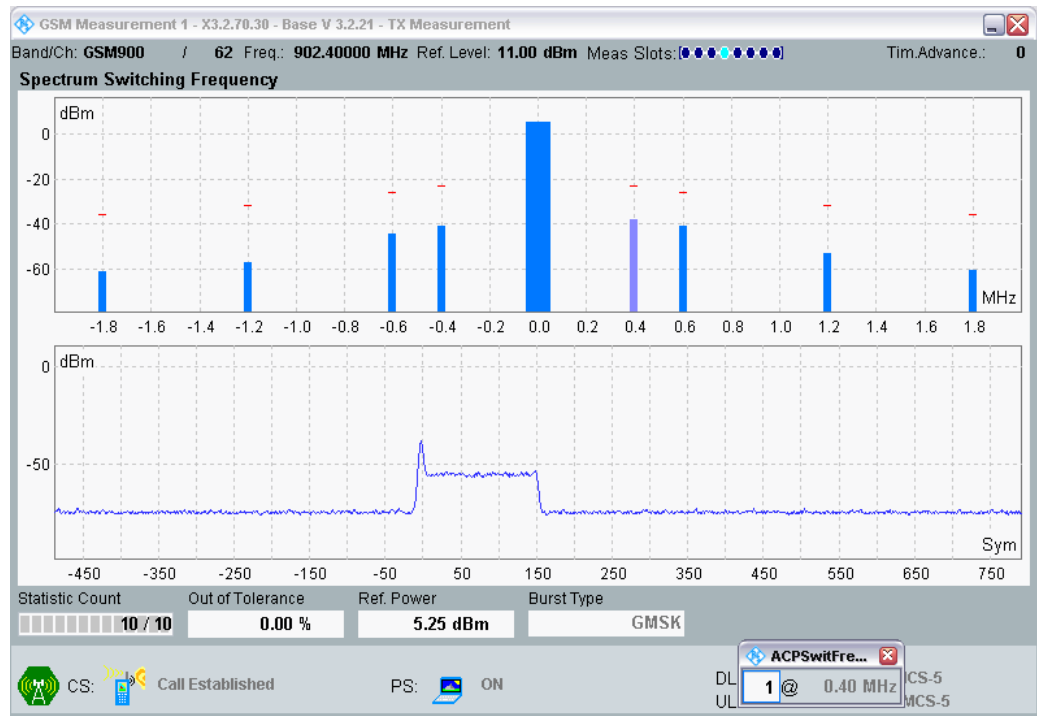 GSM Measurement 1 - X3.2.70.30 - Base V 3.2.21 - TX Measurement
Band/Ch: GSM900 / 62 Freq.: 902.40000 MHz Ref. Level: 11.00 dBm Meas Slots: Tim.Advance.: 0
Spectrum Switching Frequency
dBm
0
-20
-40
-60
MHz
-1.8 -1.6 -1.4 -1.2 -1.0 -0.8 -0.6 -0.4 -0.2 0.0 0.2 0.4 0.6 0.8 1.0 1.2 1.4 1.6 1.8
dBm
0
-50
Sym
-450 -350 -250 -150 -50 50 150 250 350 450 550 650 750
Statistic Count Out of Tolerance Ref. Power Burst Type
10 / 10 0.00 % 5.25 dBm GMSK
ACPSwitFre...
CS: Call Established PS: ON
DL CS-5
1 @ 0.40 MHz
UL MCS-5